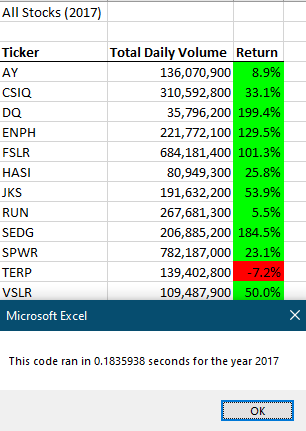 All Stocks (2017)
Ticker Total Daily Volume Return
AY 136,070,900 8.9%
CSIQ 310,592,800 33.1%
DQ 35,796,200 199.4%
ENPH 221,772,100 129.5%
FSLR 684,181,400 101.3%
HASI 80,949,300 25.8%
JKS 191,632,200 53.9%
RUN 267,681,300 5.5%
SEDG 206,885,200 184.5%
SPWR 782,187,000 23.1%
TERP 139,402,800 -7.2%
VSLR 109,487,900 50.0%
Microsoft Excel
This code ran in 0.1835938 seconds for the year 2017
OK